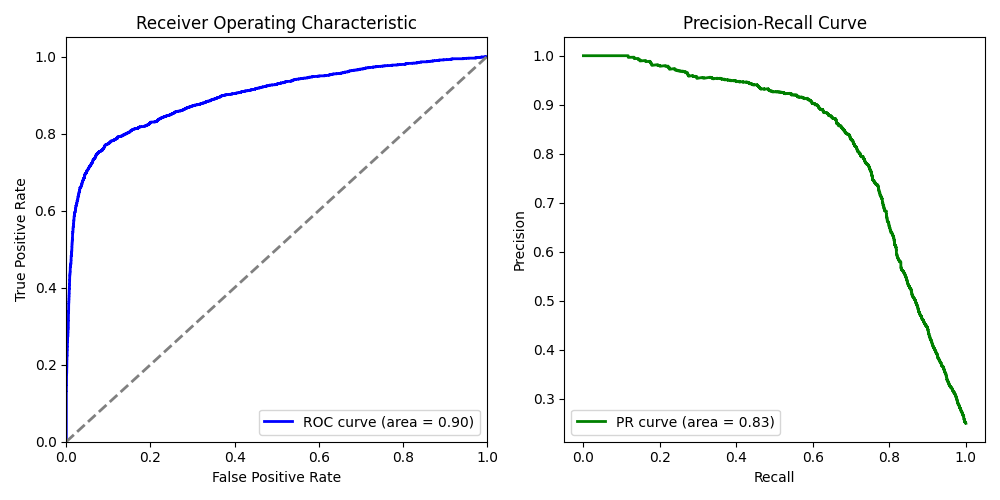 Receiver Operating Characteristic
True Positive Rate
1.0
0.8
0.6
0.4
0.2
0.0
0.0 0.2 0.4 0.6 0.8 1.0
False Positive Rate
ROC curve (area = 0.90)
Precision-Recall Curve
Precision
1.0
0.9
0.8
0.7
0.6
0.5
0.4
0.3
0.0 0.2 0.4 0.6 0.8 1.0
Recall
PR curve (area = 0.83)